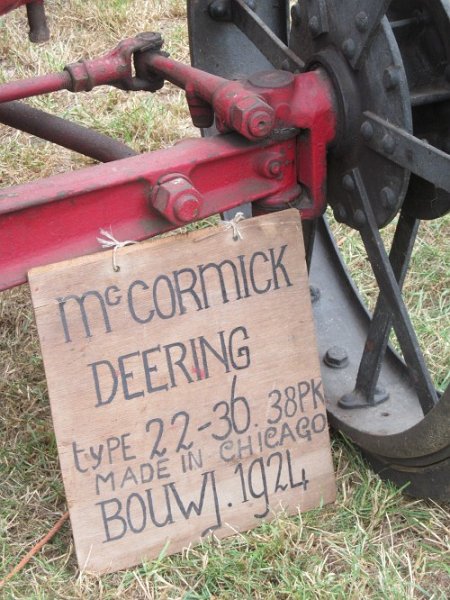 McCORMICK
DEERING
tYPE 22-36. 38PK
MADE IN CHICAGO
BOUWJ. 1924